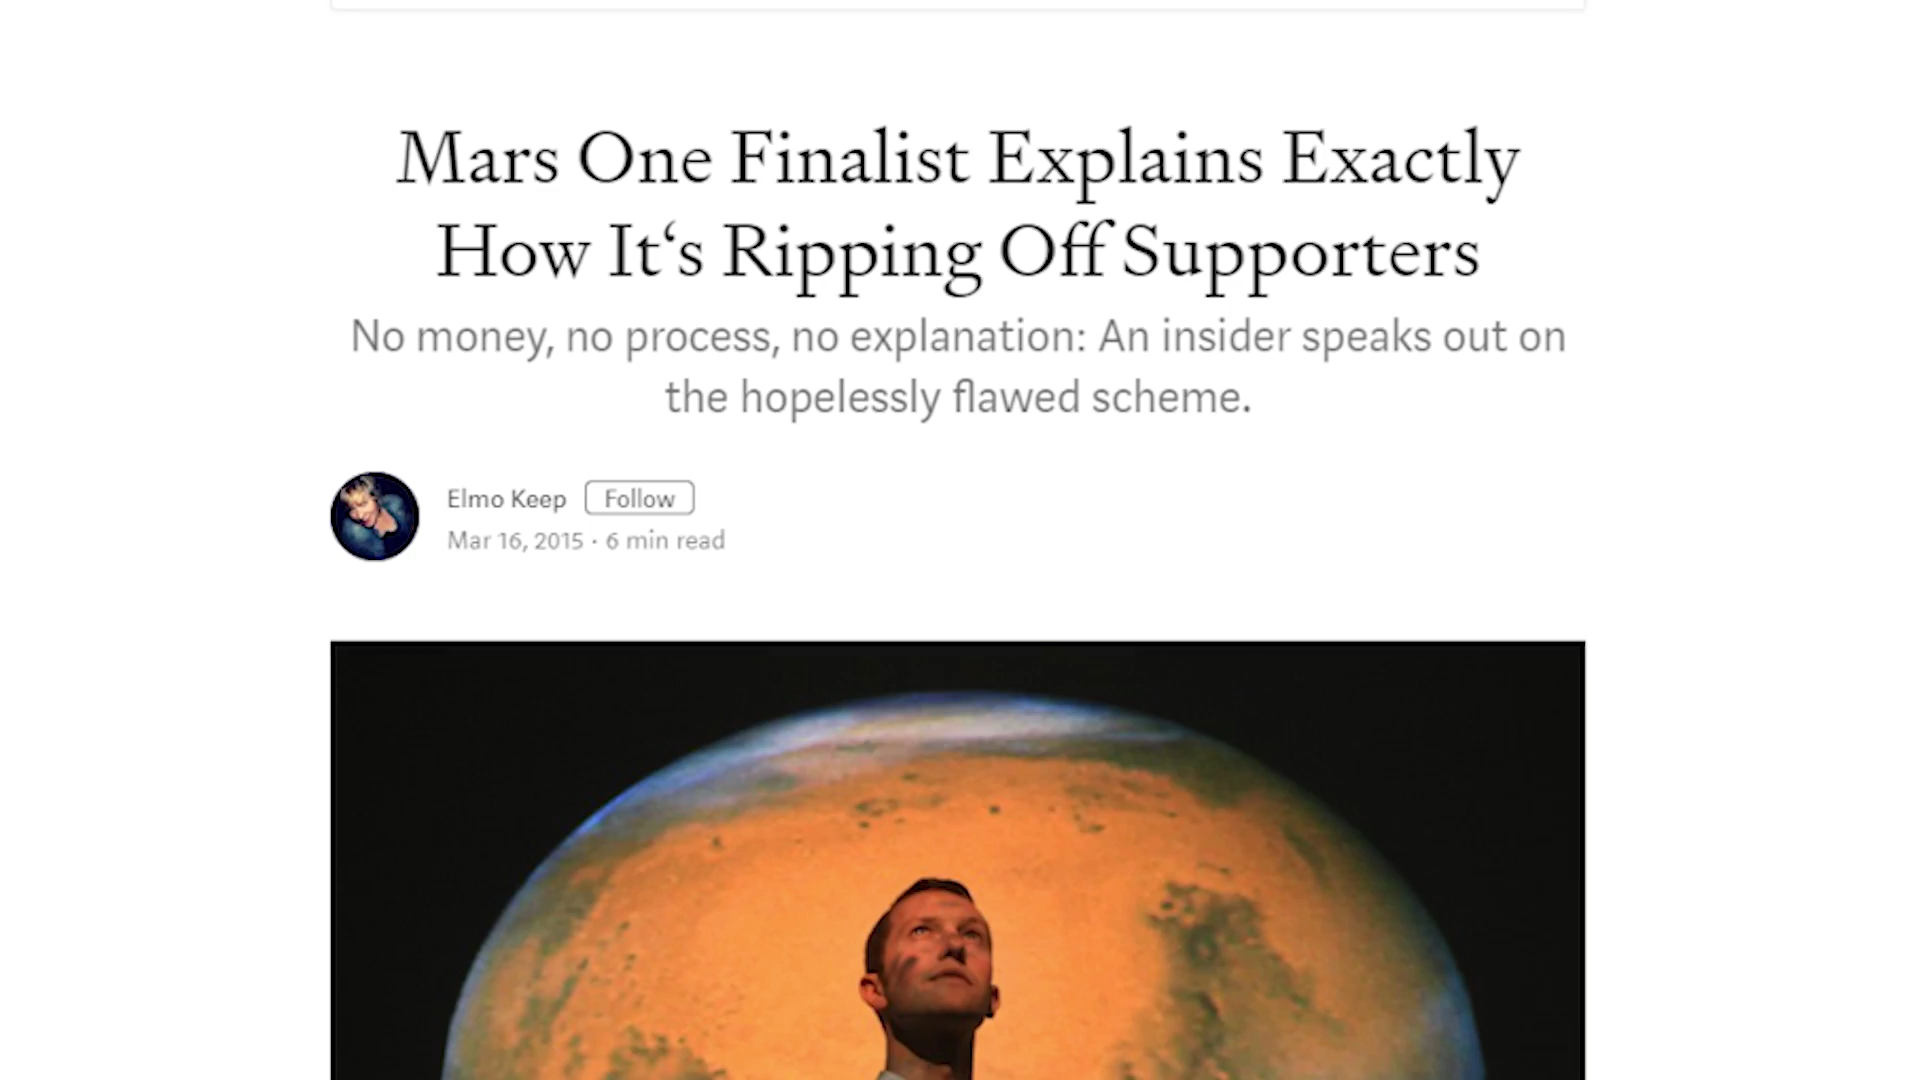 Mars One Finalist Explains Exactly
How It‘s Ripping Off Supporters
No money, no process, no explanation: An insider speaks out on
the hopelessly flawed scheme.
Elmo Keep Follow
Mar 16, 2015 · 6 min read